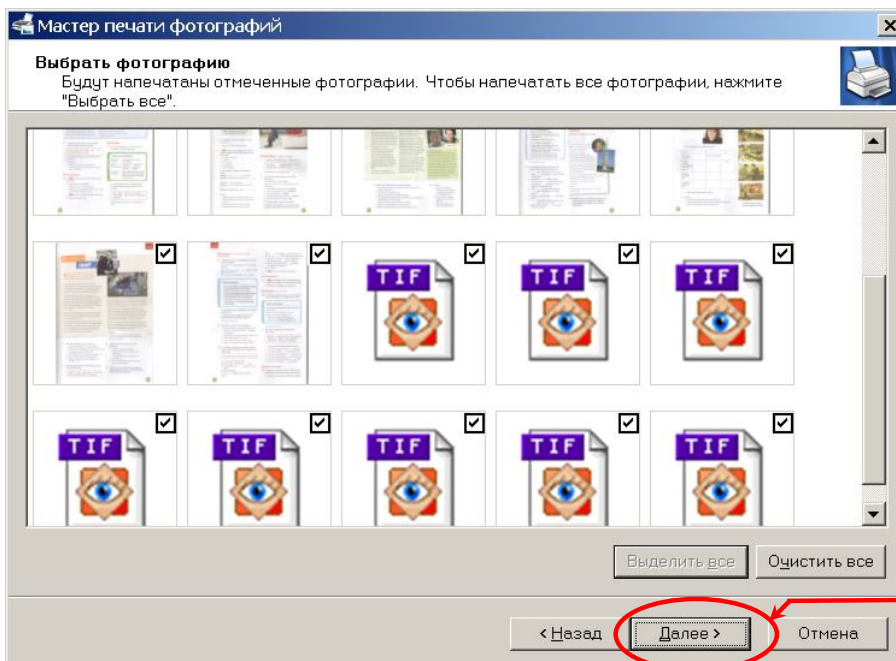 Мастер печати фотографий
Выбрать фотографию
Будут напечатаны отмеченные фотографии. Чтобы напечатать все фотографии, нажмите
"Выбрать все".
TIF TIF TIF
TIF TIF TIF TIF TIF
Выделить все Очистить все
< Назад Далее > Отмена